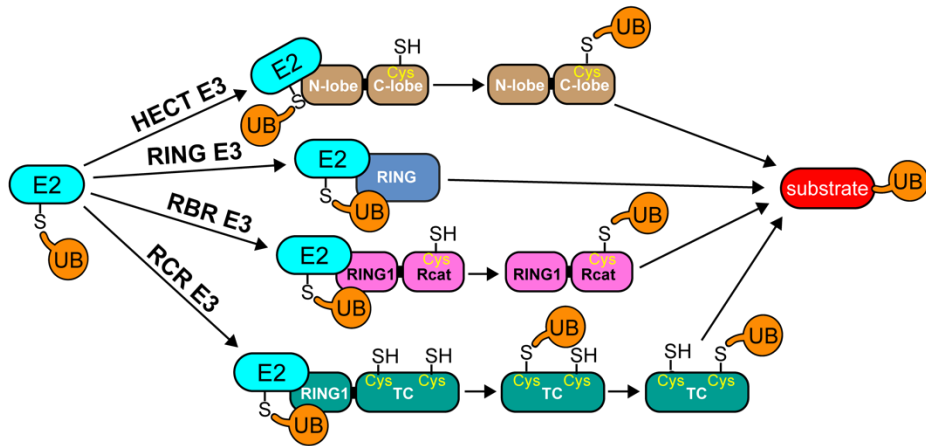 HECT E3
E2
S
UB
N-lobe
SH
Cys
C-lobe
N-lobe
S
UB
Cys
C-lobe
E2
S
UB
RING E3
E2
S
UB
RING
substrate
UB
RBR E3
E2
S
UB
RING1
SH
Cys
Rcat
RING1
S
UB
Cys
Rcat
RCR E3
E2
S
UB
RING1
SH
SH
Cys
Cys
TC
S
UB
SH
Cys
Cys
TC
SH
S
UB
Cys
Cys
TC